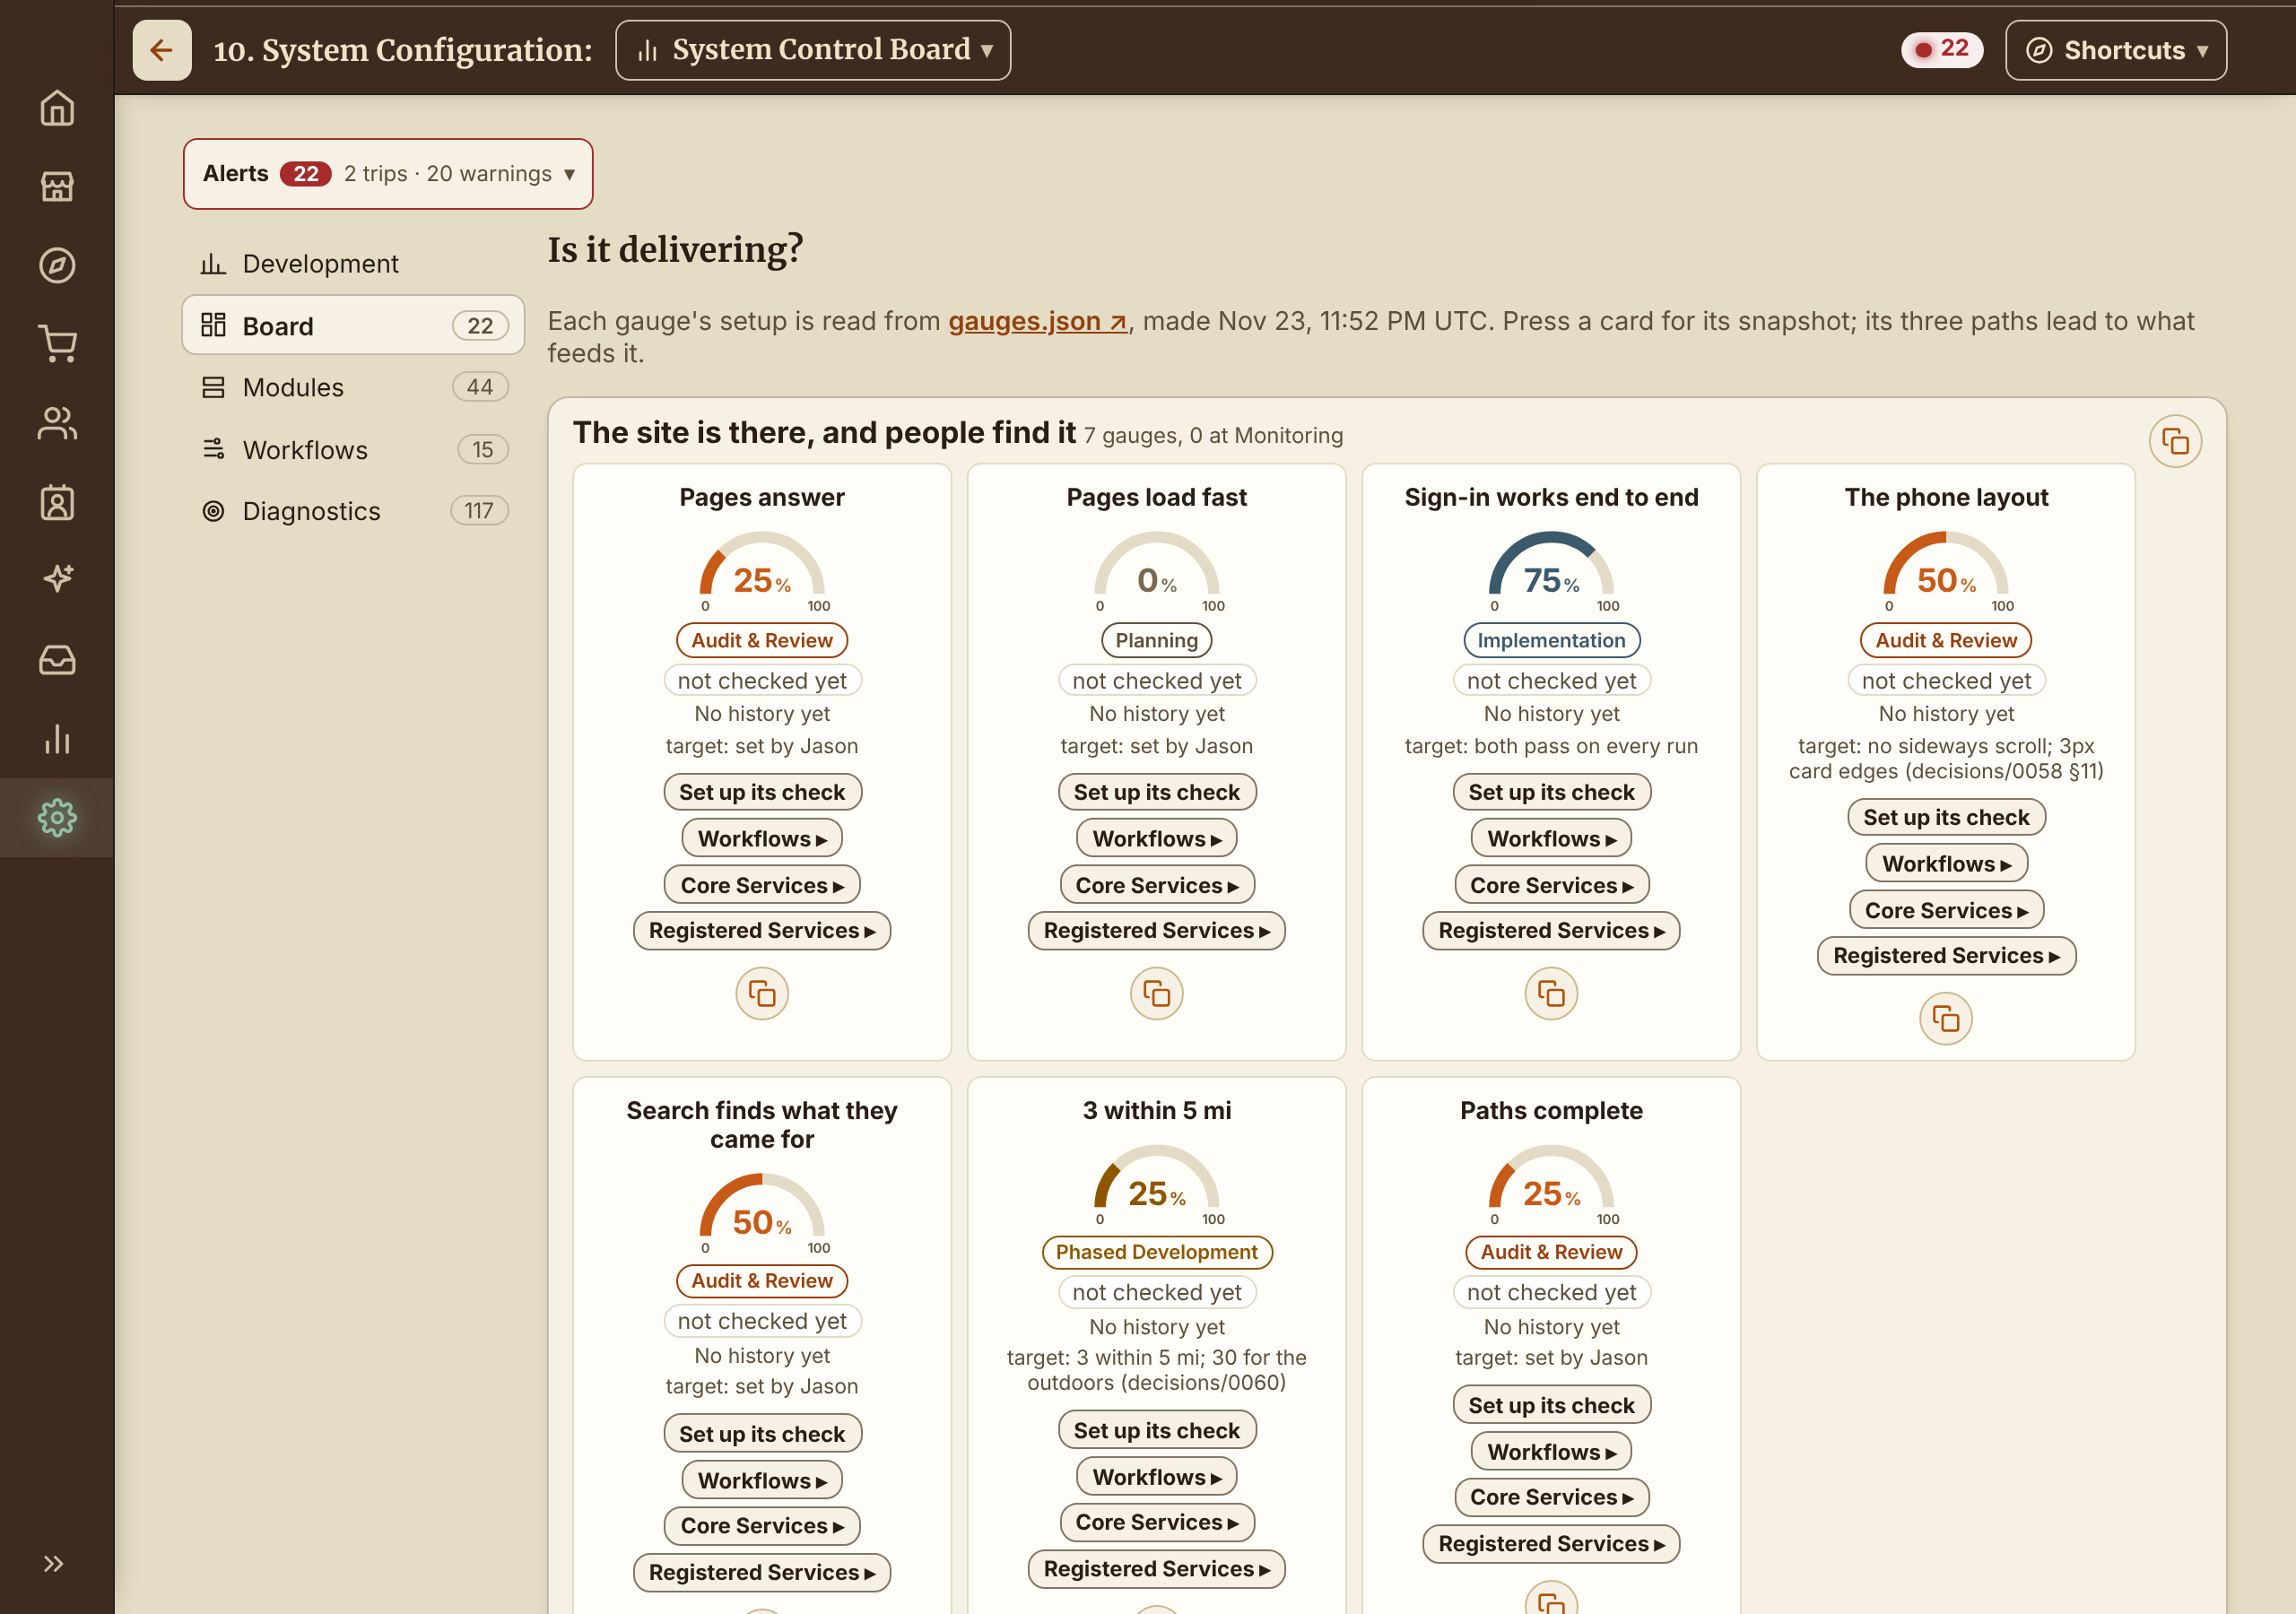 10. System Configuration:
System Control Board ▾
22
Shortcuts ▾
Alerts 22 2 trips · 20 warnings ▾
Development
Board 22
Modules 44
Workflows 15
Diagnostics 117
Is it delivering?
Each gauge's setup is read from gauges.json ↗, made Nov 23, 11:52 PM UTC. Press a card for its snapshot; its three paths lead to what
feeds it.
The site is there, and people find it 7 gauges, 0 at Monitoring
Pages answer
25%
0 100
Audit & Review
not checked yet
No history yet
target: set by Jason
Set up its check
Workflows ▸
Core Services ▸
Registered Services ▸
Pages load fast
0%
0 100
Planning
not checked yet
No history yet
target: set by Jason
Set up its check
Workflows ▸
Core Services ▸
Registered Services ▸
Sign-in works end to end
75%
0 100
Implementation
not checked yet
No history yet
target: both pass on every run
Set up its check
Workflows ▸
Core Services ▸
Registered Services ▸
The phone layout
50%
0 100
Audit & Review
not checked yet
No history yet
target: no sideways scroll; 3px
card edges (decisions/0058 §11)
Set up its check
Workflows ▸
Core Services ▸
Registered Services ▸
Search finds what they
came for
50%
0 100
Audit & Review
not checked yet
No history yet
target: set by Jason
Set up its check
Workflows ▸
Core Services ▸
Registered Services ▸
3 within 5 mi
25%
0 100
Phased Development
not checked yet
No history yet
target: 3 within 5 mi; 30 for the
outdoors (decisions/0060)
Set up its check
Workflows ▸
Core Services ▸
Registered Services ▸
Paths complete
25%
0 100
Audit & Review
not checked yet
No history yet
target: set by Jason
Set up its check
Workflows ▸
Core Services ▸
Registered Services ▸